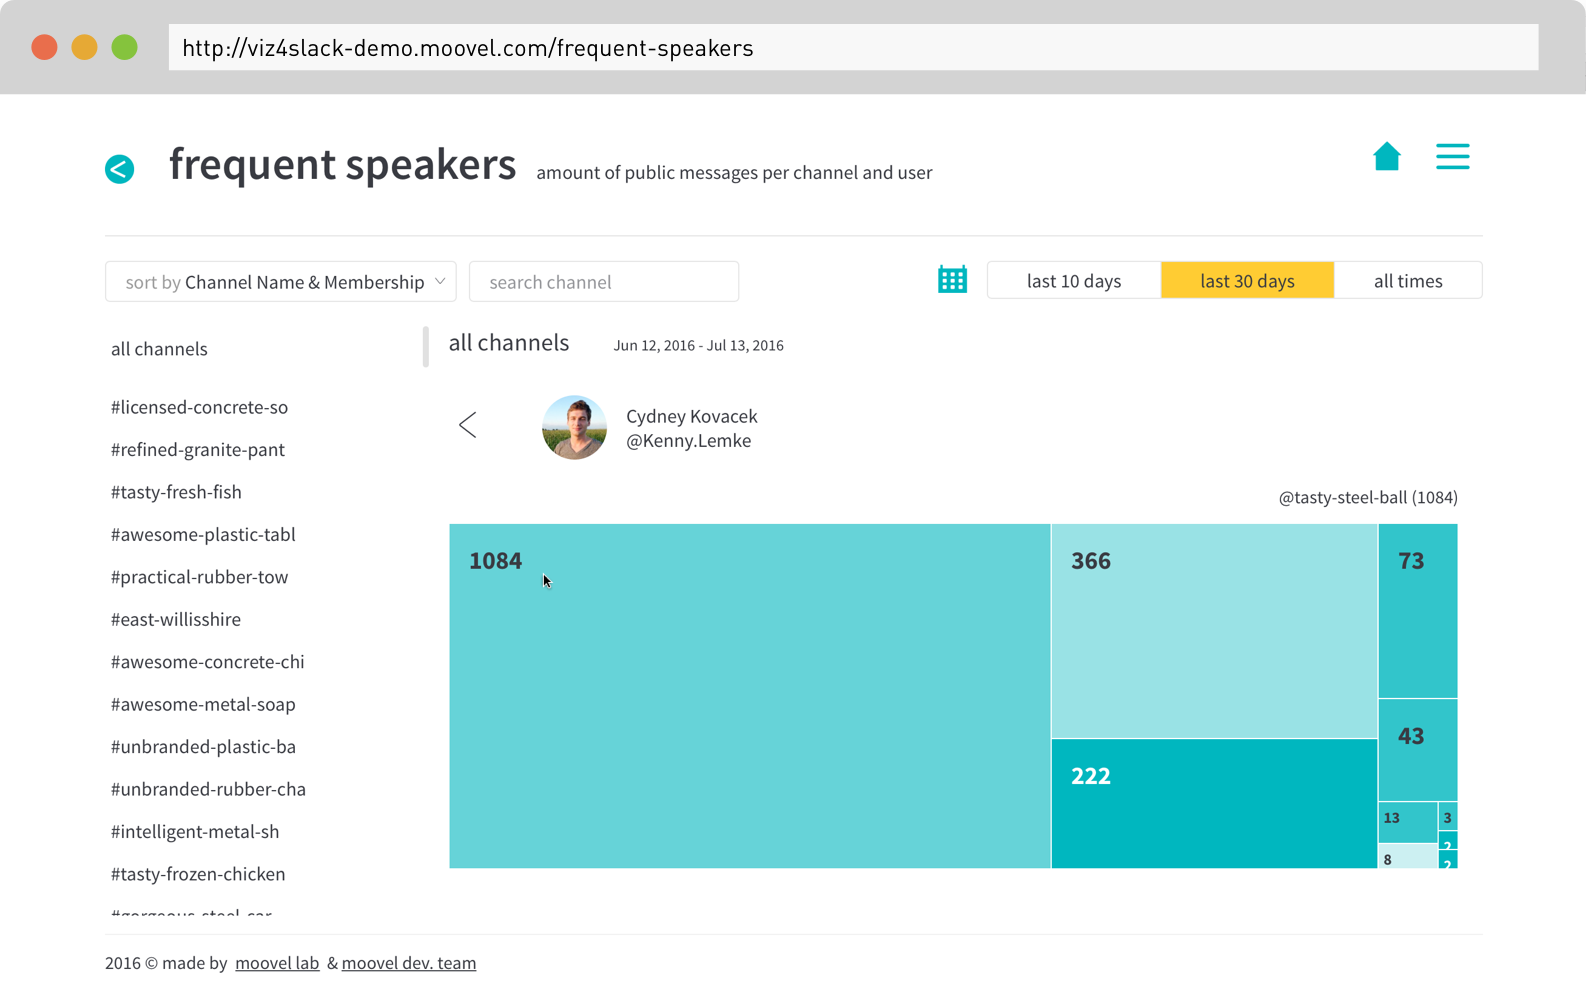 http://viz4slack-demo.moovel.com/frequent-speakers
< frequent speakers amount of public messages per channel and user
sort by Channel Name & Membership search channel last 10 days last 30 days all times
all channels
#licensed-concrete-so
#refined-granite-pant
#tasty-fresh-fish
#awesome-plastic-tabl
#practical-rubber-tow
#east-willisshire
#awesome-concrete-chi
#awesome-metal-soap
#unbranded-plastic-ba
#unbranded-rubber-cha
#intelligent-metal-sh
#tasty-frozen-chicken
#gorgeous-steel-car
all channels Jun 12, 2016 - Jul 13, 2016
Cydney Kovacek
@Kenny.Lemke
@tasty-steel-ball (1084)
1084
366
222
73
43
13
3
2
8
2
2016 © made by moovel lab & moovel dev. team